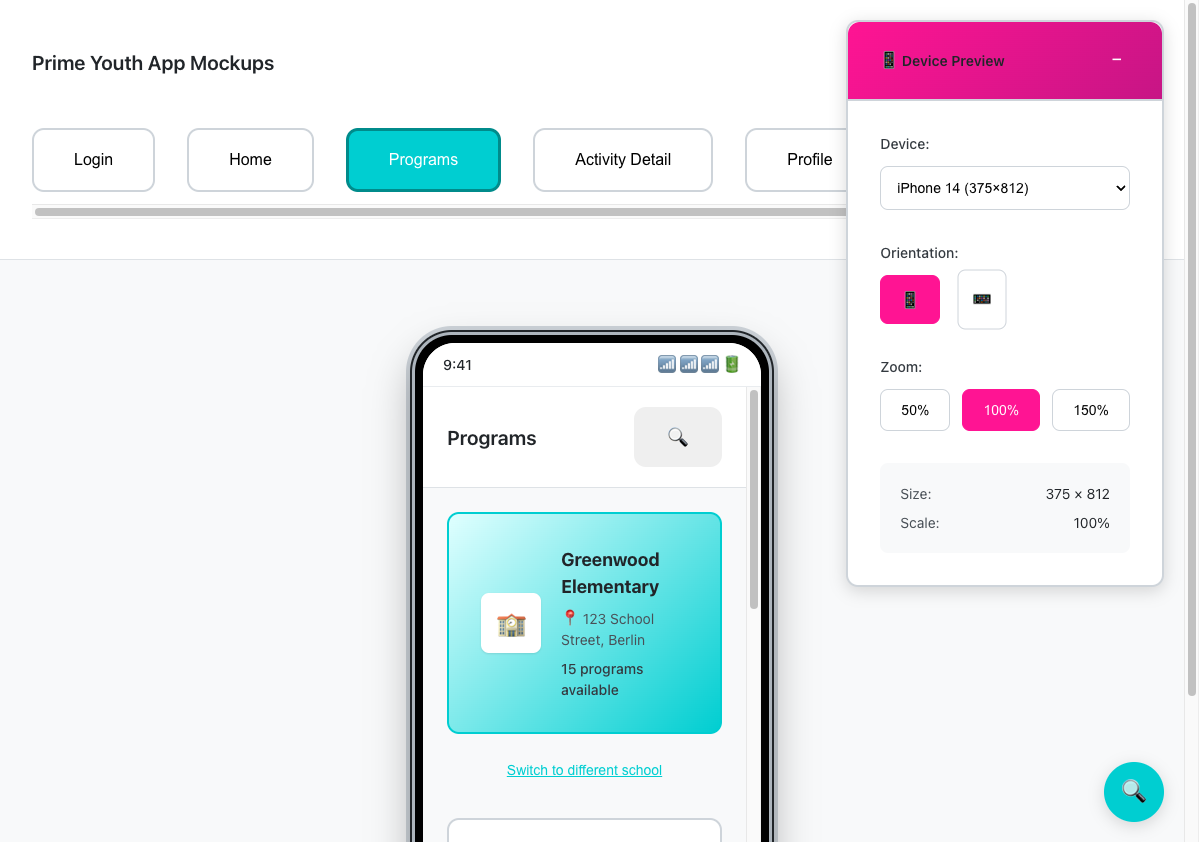 Prime Youth App Mockups
Login
Home
Programs
Activity Detail
Profile
Device Preview
−
Device:
iPhone 14 (375×812)
Orientation:
Zoom:
50%
100%
150%
Size:
375 × 812
Scale:
100%
9:41
Programs
Greenwood
Elementary
123 School
Street, Berlin
15 programs
available
Switch to different school